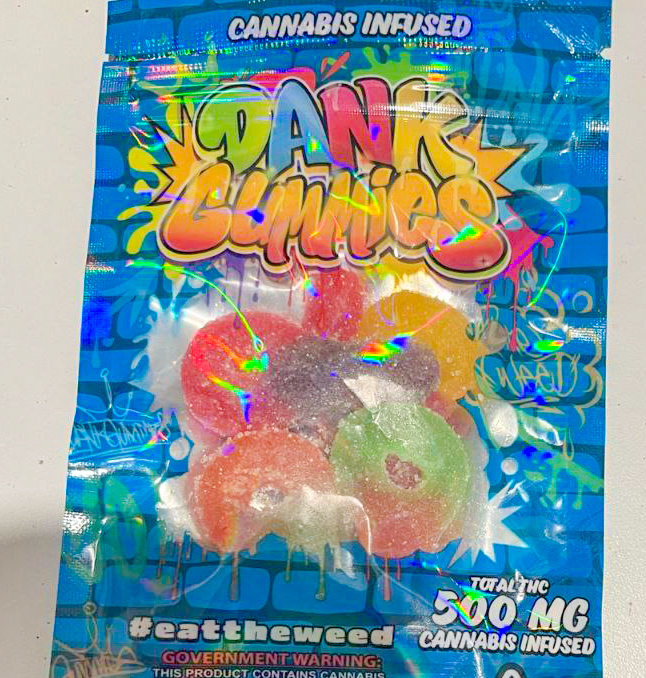 CANNABIS INFUSED
DANK
GUMMIES
#eattheweed
GOVERNMENT WARNING:
THIS PRODUCT CONTAINS CANNABIS
TOTAL THC
500 MG
CANNABIS INFUSED